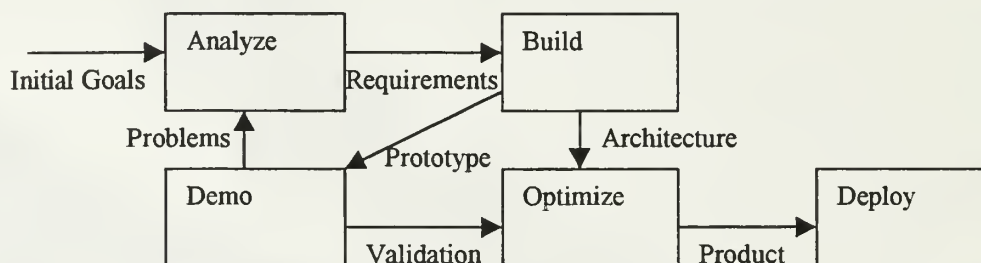 Analyze
Build
Initial Goals
Requirements
Problems
Prototype
Architecture
Demo
Optimize
Deploy
Validation
Product